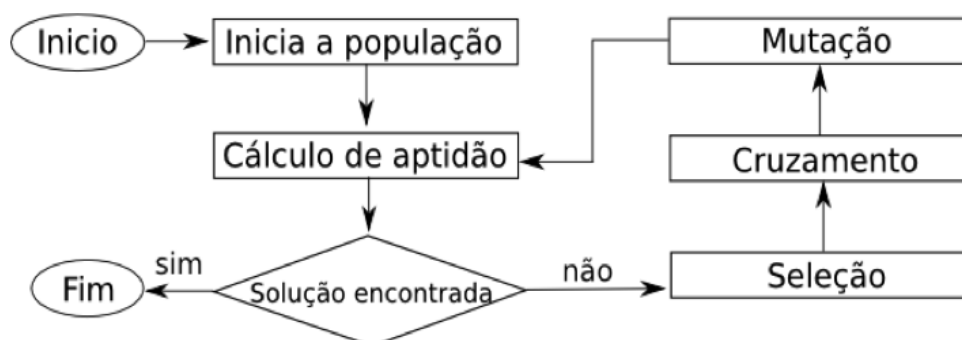 Inicio
Inicia a população
Mutação
Cálculo de aptidão
Cruzamento
sim
não
Fim
Solução encontrada
Seleção